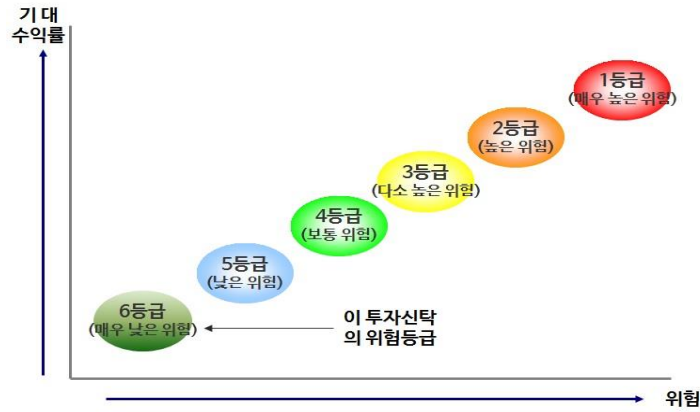 기 대
수익률
1등급
(매우 높은 위험)
2등급
(높은 위험)
3등급
(다소 높은 위험)
4등급
(보통 위험)
5등급
(낮은 위험)
6등급
(매우 낮은 위험)
이 투자신탁
의 위험등급
위험